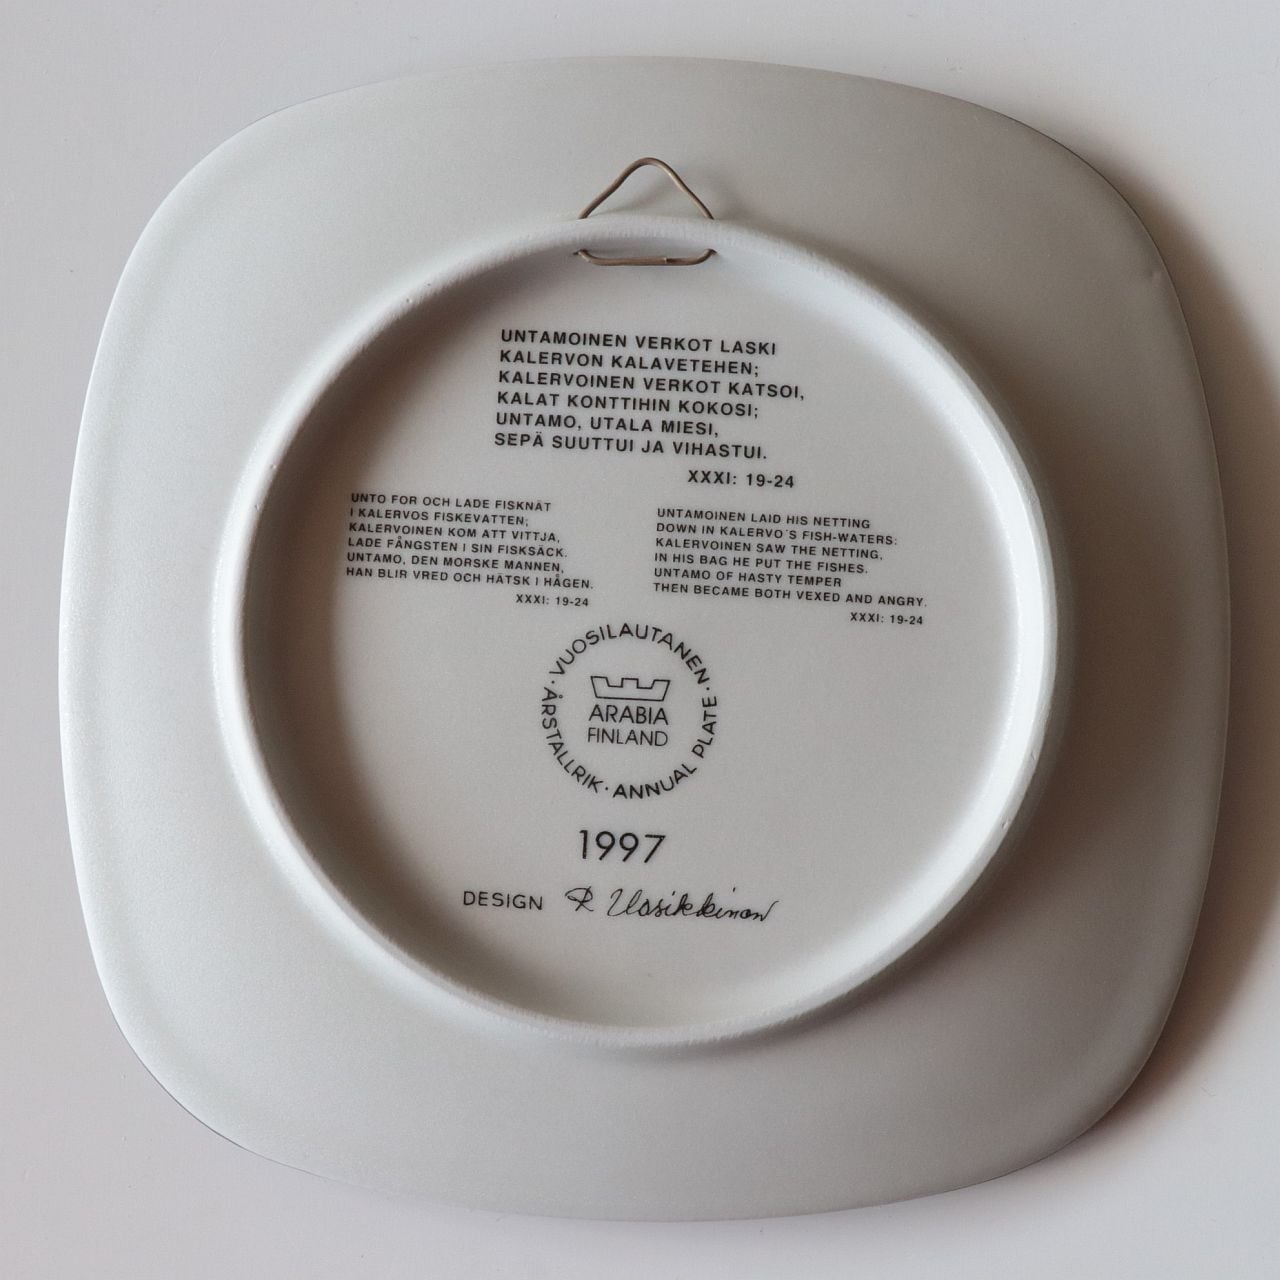 UNTAMOINEN VERKOT LASKI
KALERVON KALAVETEHEN;
KALERVOINEN VERKOT KATSOI,
KALAT KONTTIHIN KOKOSI;
UNTAMO, UTALA MIESI,
SEPÄ SUUTTUI JA VIHASTUI.
XXXI: 19-24
UNTO FOR OCH LADE FISKNÄT
I KALERVOS FISKEVATTEN;
KALERVOINEN KOM ATT VITTJA,
LADE FÅNGSTEN I SIN FISKSÄCK.
UNTAMO, DEN MORSKE MANNEN,
HAN BLIR VRED OCH HÄTSK I HÅGEN.
XXXI: 19-24
UNTAMOINEN LAID HIS NETTING
DOWN IN KALERVO´S FISH-WATERS:
KALERVOINEN SAW THE NETTING,
IN HIS BAG HE PUT THE FISHES.
UNTAMO OF HASTY TEMPER
THEN BECAME BOTH VEXED AND ANGRY.
XXXI: 19-24
· VUOSILAUTANEN · ANNUAL PLATE · ÅRSTALLRIK
ARABIA
FINLAND
1997
DESIGN R Uosikkinen